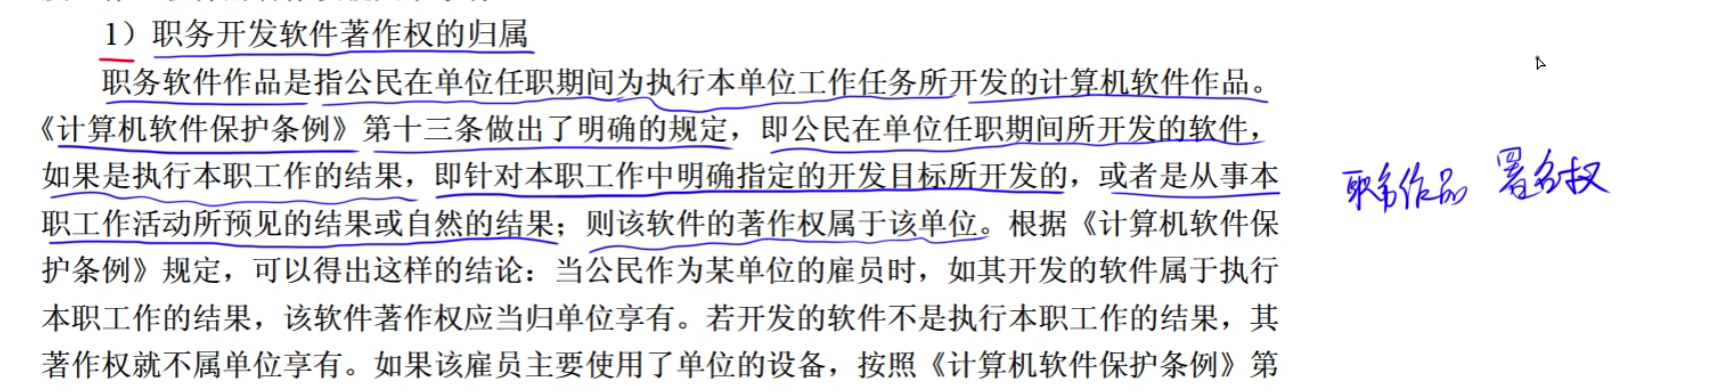 1）职务开发软件著作权的归属
职务软件作品是指公民在单位任职期间为执行本单位工作任务所开发的计算机软件作品。
《计算机软件保护条例》第十三条做出了明确的规定，即公民在单位任职期间所开发的软件，
如果是执行本职工作的结果，即针对本职工作中明确指定的开发目标所开发的，或者是从事本
职工作活动所预见的结果或自然的结果；则该软件的著作权属于该单位。根据《计算机软件保
护条例》规定，可以得出这样的结论：当公民作为某单位的雇员时，如其开发的软件属于执行
本职工作的结果，该软件著作权应当归单位享有。若开发的软件不是执行本职工作的结果，其
著作权就不属单位享有。如果该雇员主要使用了单位的设备，按照《计算机软件保护条例》第
职务作品 署名权